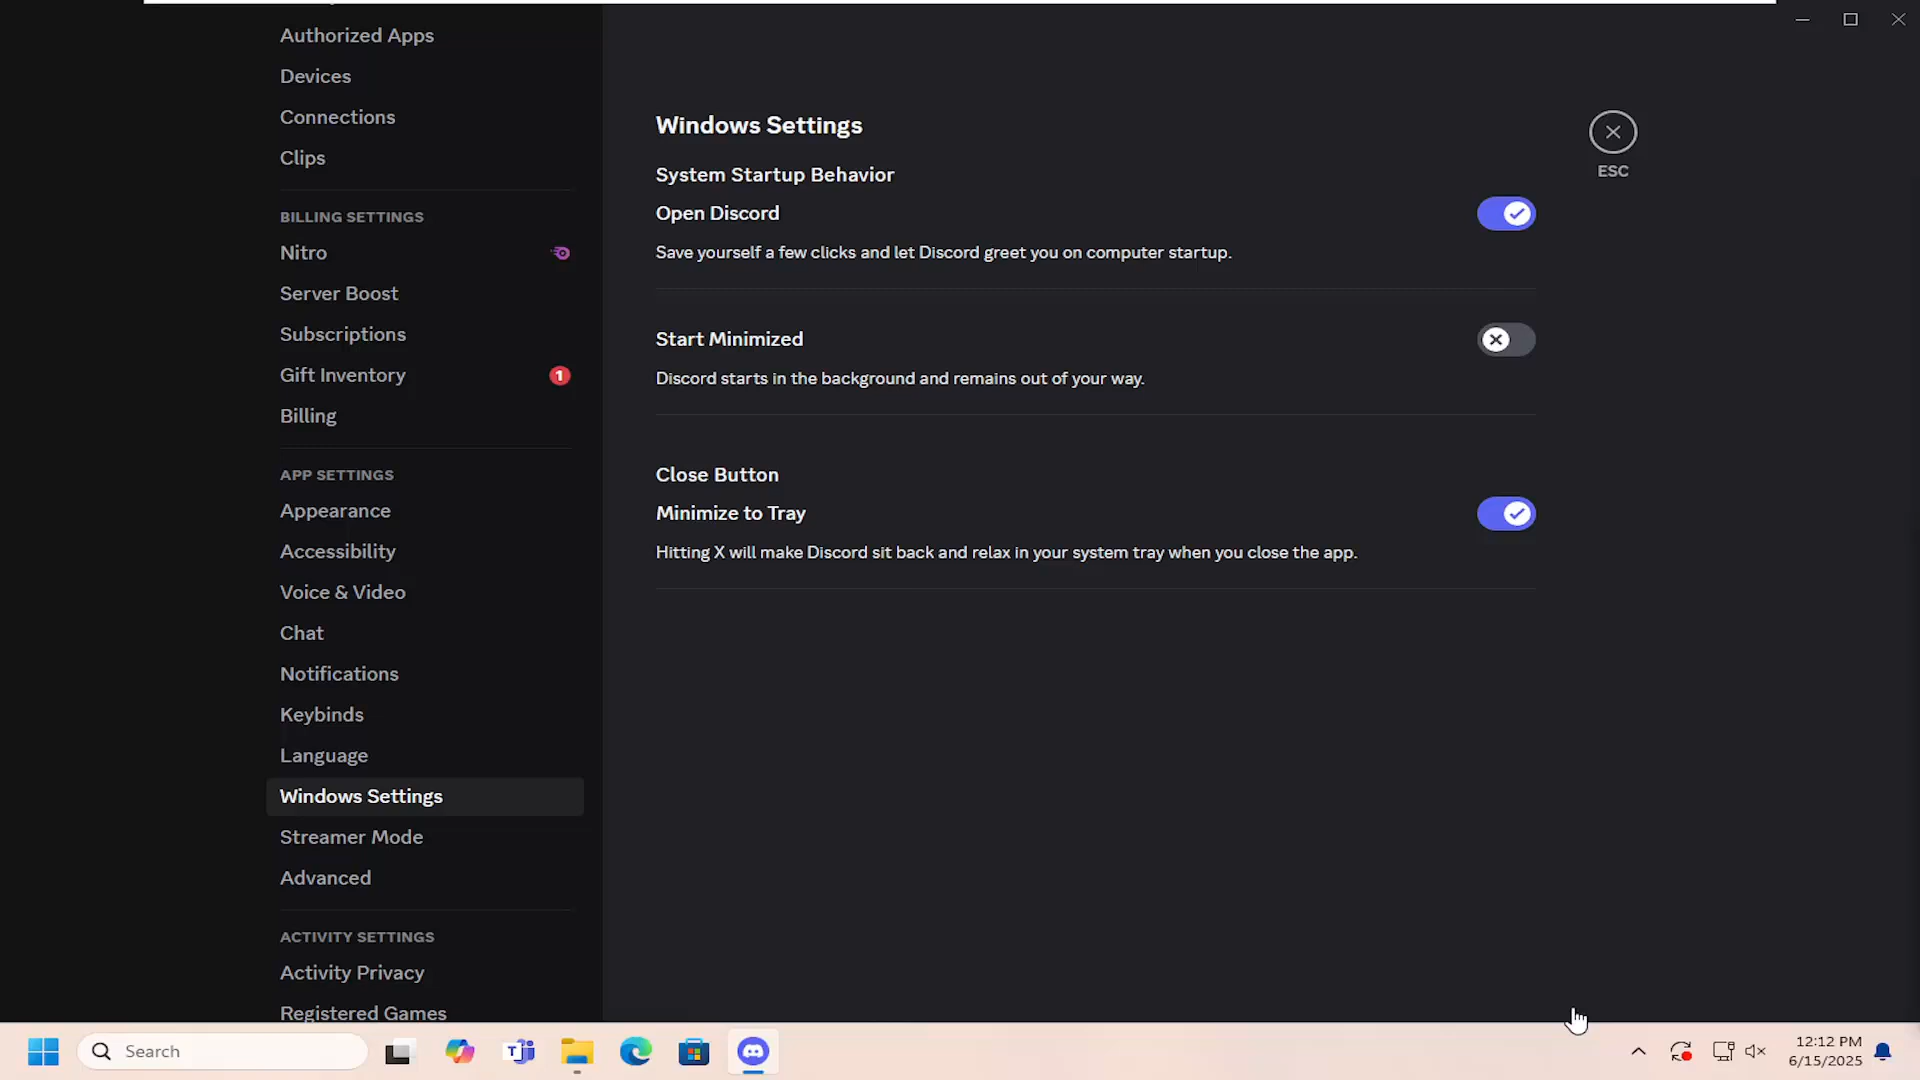 Authorized Apps
Devices
Connections
Clips
BILLING SETTINGS
Nitro
Server Boost
Subscriptions
Gift Inventory 1
Billing
APP SETTINGS
Appearance
Accessibility
Voice & Video
Chat
Notifications
Keybinds
Language
Windows Settings
Streamer Mode
Advanced
ACTIVITY SETTINGS
Activity Privacy
Registered Games
Windows Settings
System Startup Behavior
Open Discord
Save yourself a few clicks and let Discord greet you on computer startup.
Start Minimized
Discord starts in the background and remains out of your way.
Close Button
Minimize to Tray
Hitting X will make Discord sit back and relax in your system tray when you close the app.
ESC
Search
12:12 PM
6/15/2025